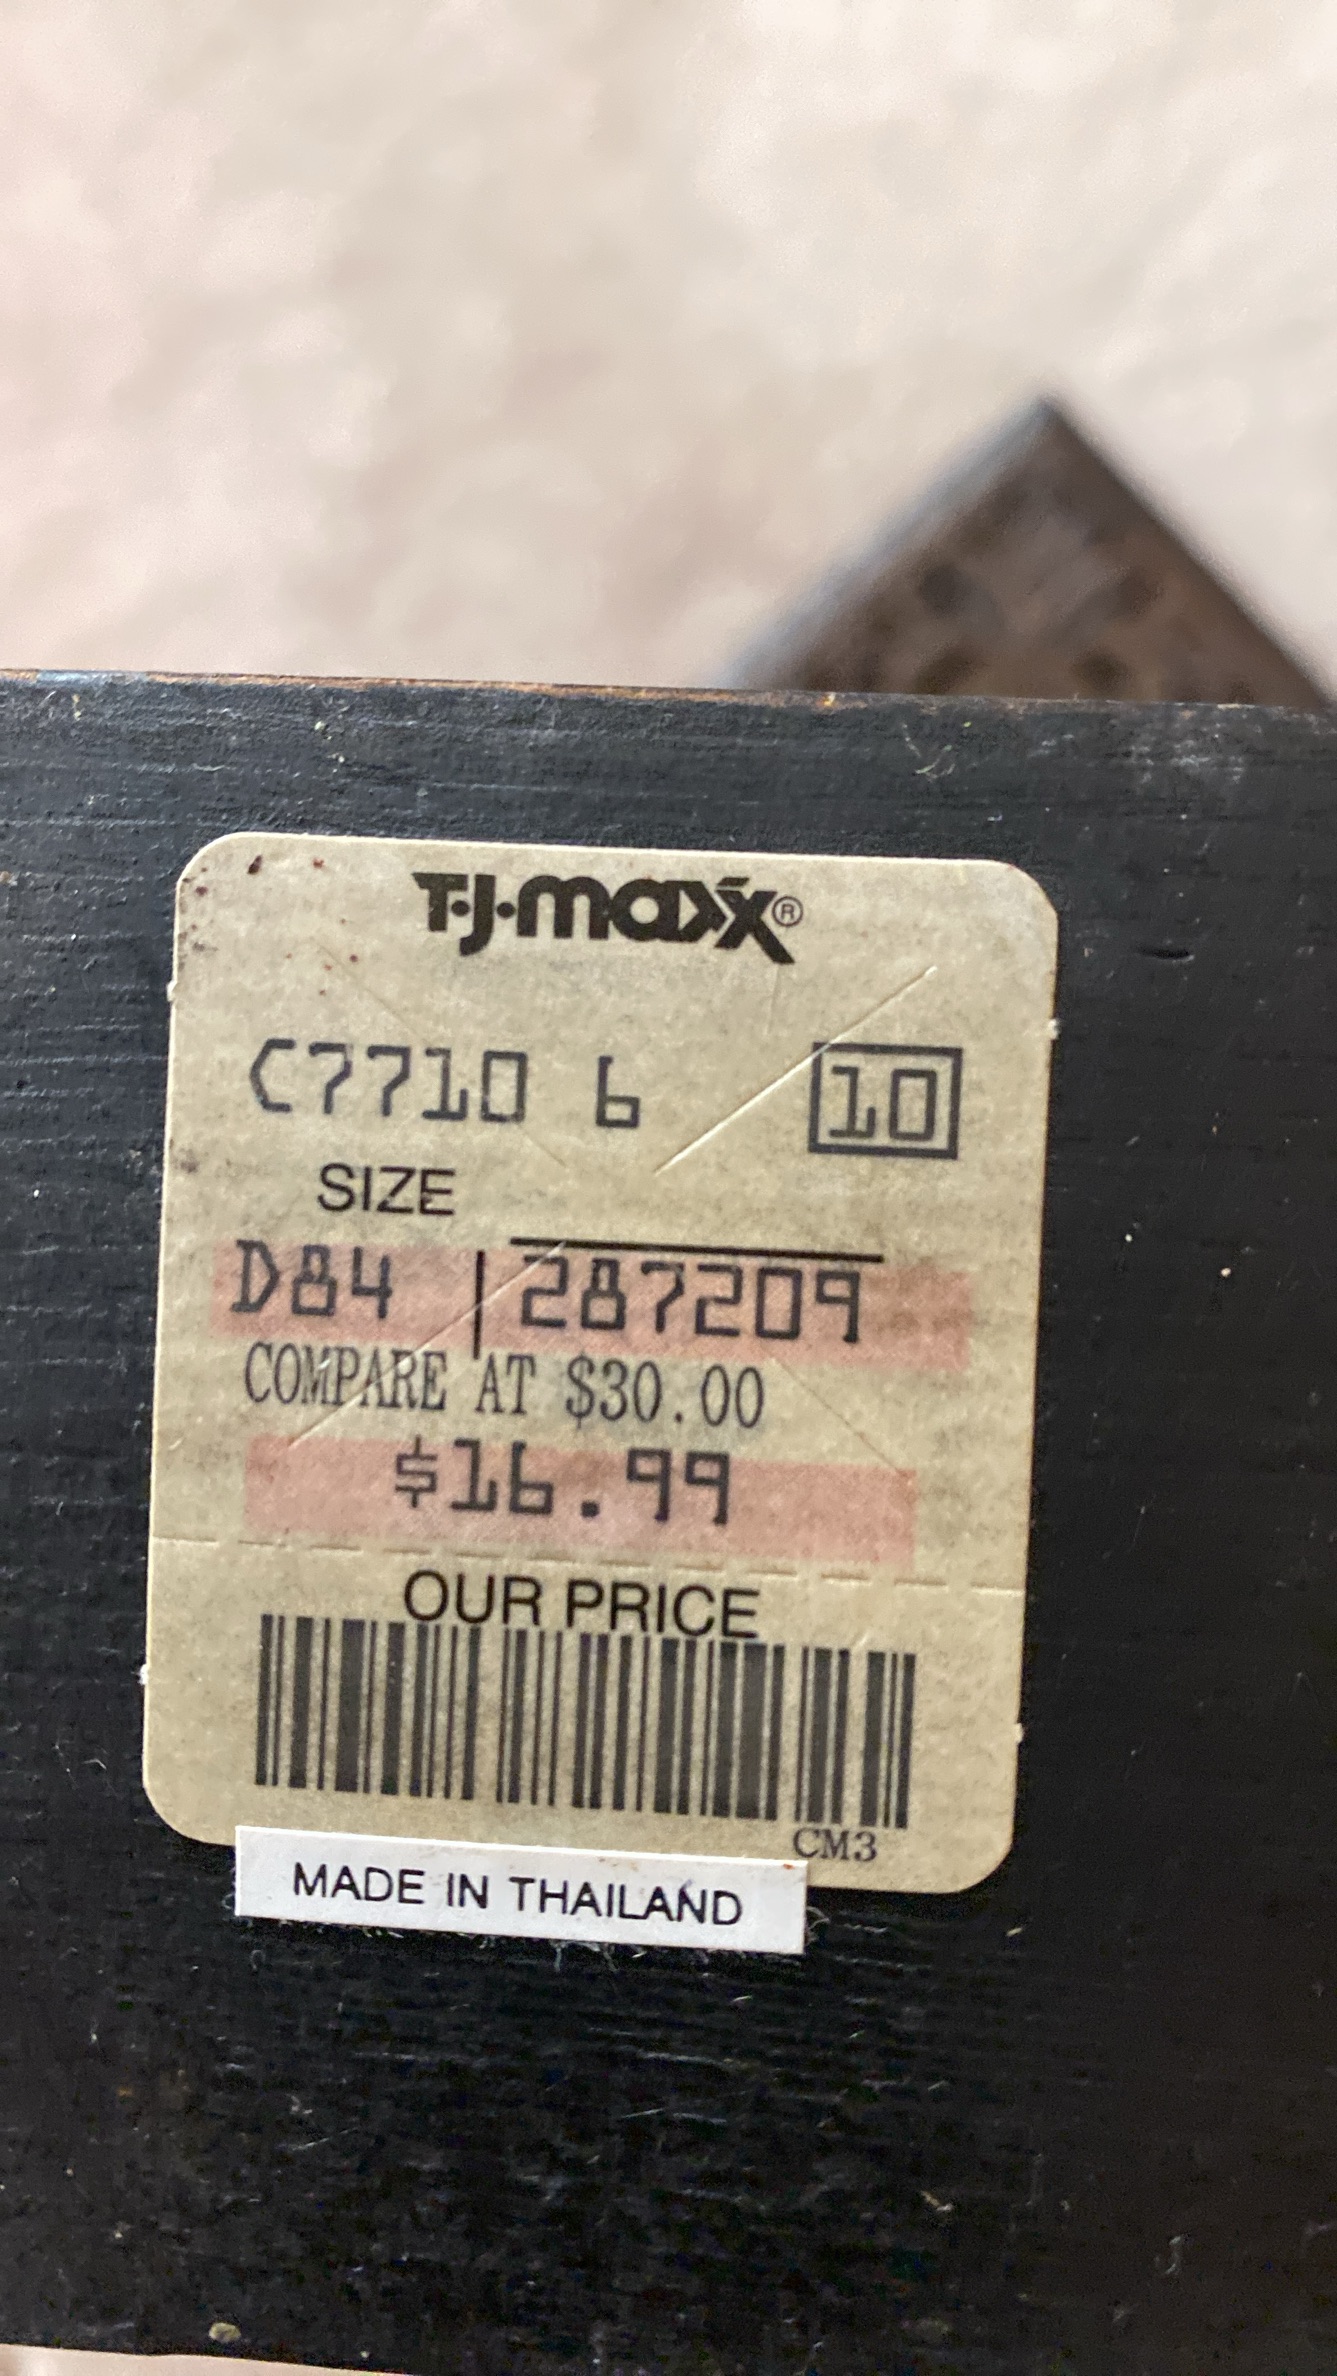 T·J·maxx®
C7710 6 10
SIZE
D84 287209
COMPARE AT $30.00
$16.99
OUR PRICE
CM3
MADE IN THAILAND